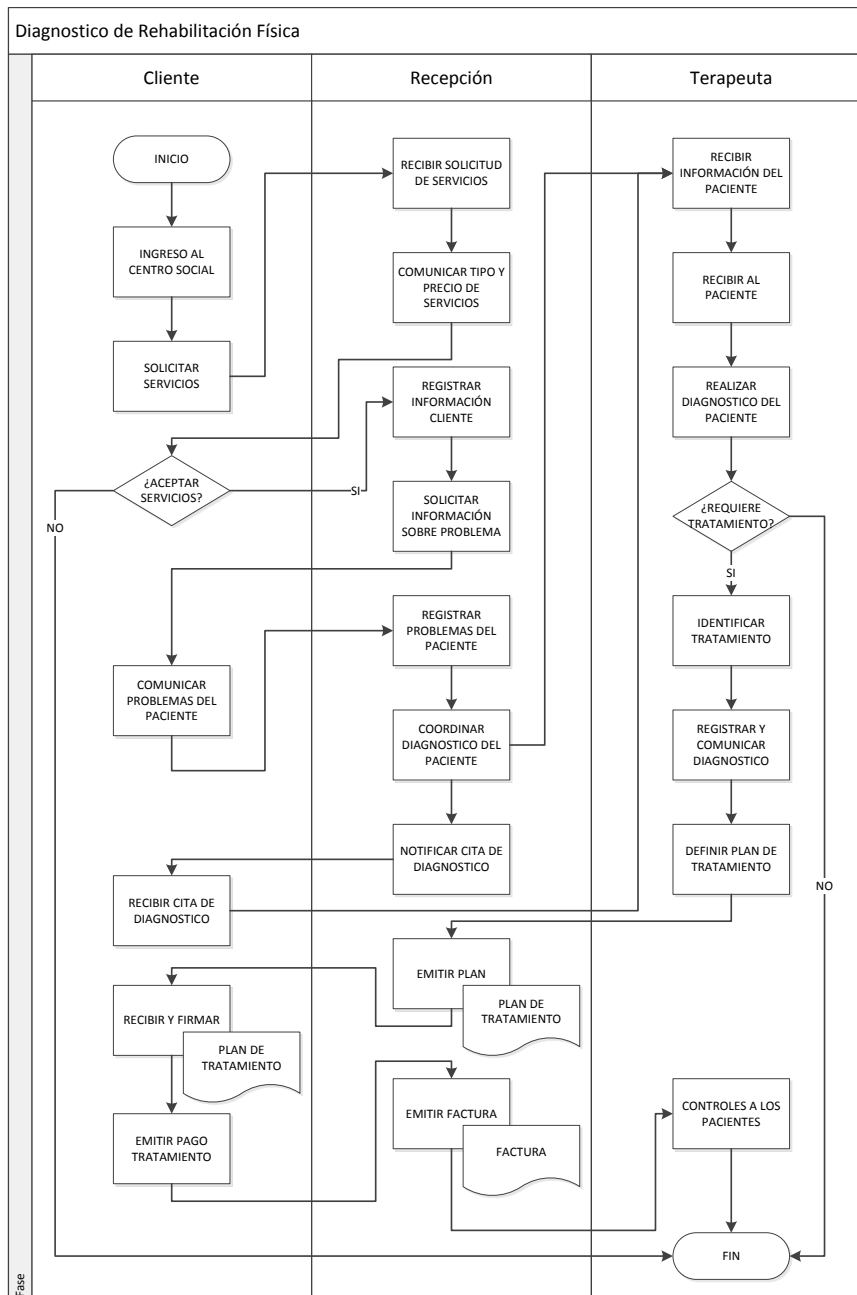 Diagnostico de Rehabilitación Física
Cliente
Recepción
Terapeuta
INICIO
INGRESO AL
CENTRO SOCIAL
SOLICITAR
SERVICIOS
¿ACEPTAR
SERVICIOS?
NO
SI
COMUNICAR
PROBLEMAS DEL
PACIENTE
RECIBIR CITA DE
DIAGNOSTICO
RECIBIR Y FIRMAR
PLAN DE
TRATAMIENTO
EMITIR PAGO
TRATAMIENTO
RECIBIR SOLICITUD
DE SERVICIOS
COMUNICAR TIPO Y
PRECIO DE
SERVICIOS
REGISTRAR
INFORMACIÓN
CLIENTE
SOLICITAR
INFORMACIÓN
SOBRE PROBLEMA
REGISTRAR
PROBLEMAS DEL
PACIENTE
COORDINAR
DIAGNOSTICO DEL
PACIENTE
NOTIFICAR CITA DE
DIAGNOSTICO
EMITIR PLAN
PLAN DE
TRATAMIENTO
EMITIR FACTURA
FACTURA
RECIBIR
INFORMACIÓN DEL
PACIENTE
RECIBIR AL
PACIENTE
REALIZAR
DIAGNOSTICO DEL
PACIENTE
¿REQUIERE
TRATAMIENTO?
SI
NO
IDENTIFICAR
TRATAMIENTO
REGISTRAR Y
COMUNICAR
DIAGNOSTICO
DEFINIR PLAN DE
TRATAMIENTO
CONTROLES A LOS
PACIENTES
FIN
Fase